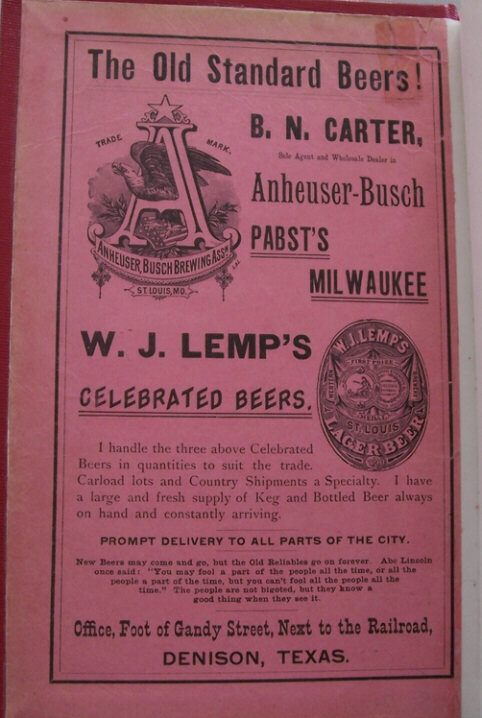 The Old Standard Beers!
TRADE MARK.
A
ANHEUSER, BUSCH BREWING ASS'N
ST. LOUIS, MO.
B. N. CARTER,
Sole Agent and Wholesale Dealer in
Anheuser-Busch
PABST'S
MILWAUKEE
W. J. LEMP'S
CELEBRATED BEERS.
W. J. LEMP'S
FIRST PRIZE
ST. LOUIS
LAGER BEER
I handle the three above Celebrated
Beers in quantities to suit the trade.
Carload lots and Country Shipments a Specialty. I have
a large and fresh supply of Keg and Bottled Beer always
on hand and constantly arriving.
PROMPT DELIVERY TO ALL PARTS OF THE CITY.
New Beers may come and go, but the Old Reliables go on forever. Abe Lincoln
once said: "You may fool a part of the people all the time, or all the
people a part of the time, but you can't fool all the people all the
time." The people are not bigoted, but they know a
good thing when they see it.
Office, Foot of Gandy Street, Next to the Railroad,
DENISON, TEXAS.